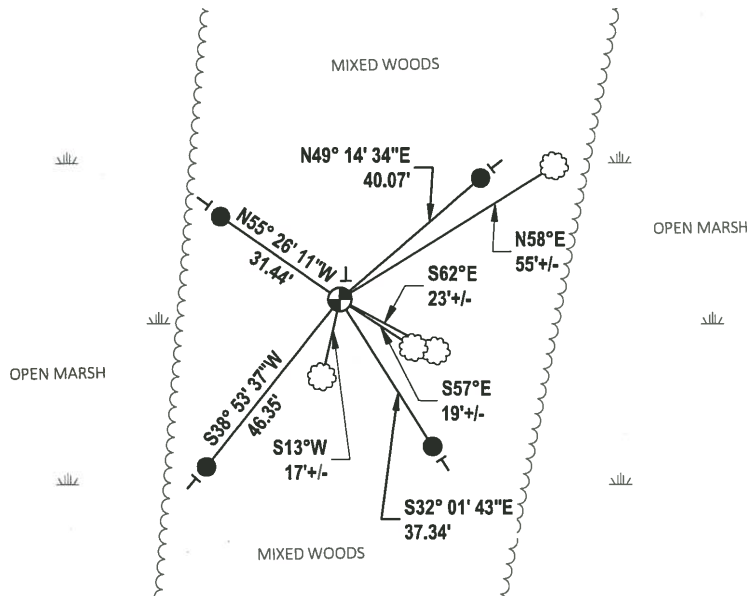 MIXED WOODS
N49° 14' 34"E
40.07'
N55° 26' 11"W
31.44'
OPEN MARSH
N58°E
55'+/-
S62°E
23'+/-
OPEN MARSH
S38° 53' 37"W
46.35'
S57°E
19'+/-
S13°W
17'+/-
S32° 01' 43"E
37.34'
MIXED WOODS